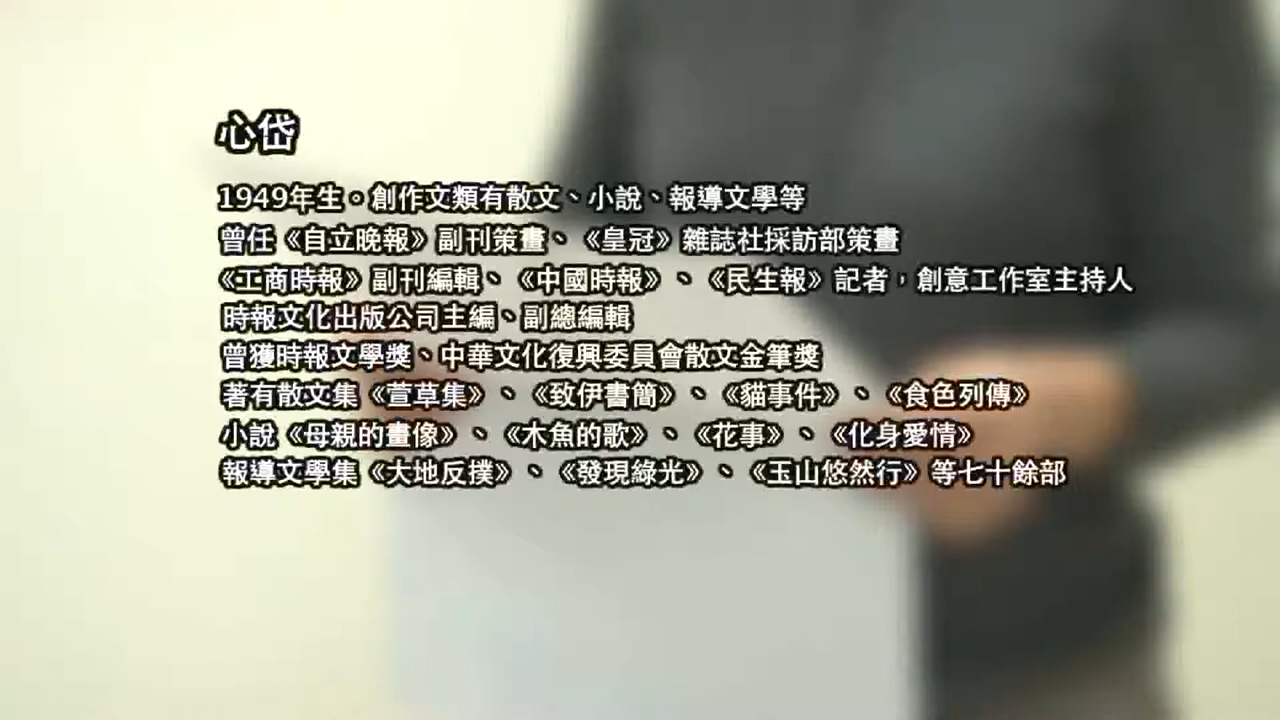 心岱
1949年生。創作文類有散文、小說、報導文學等
曾任《自立晚報》副刊策畫、《皇冠》雜誌社採訪部策畫
《工商時報》副刊編輯、《中國時報》、《民生報》記者，創意工作室主持人
時報文化出版公司主編、副總編輯
曾獲時報文學獎、中華文化復興委員會散文金筆獎
著有散文集《萱草集》、《致伊書簡》、《貓事件》、《食色列傳》
小說《母親的畫像》、《木魚的歌》、《花事》、《化身愛情》
報導文學集《大地反撲》、《發現綠光》、《玉山悠然行》等七十餘部